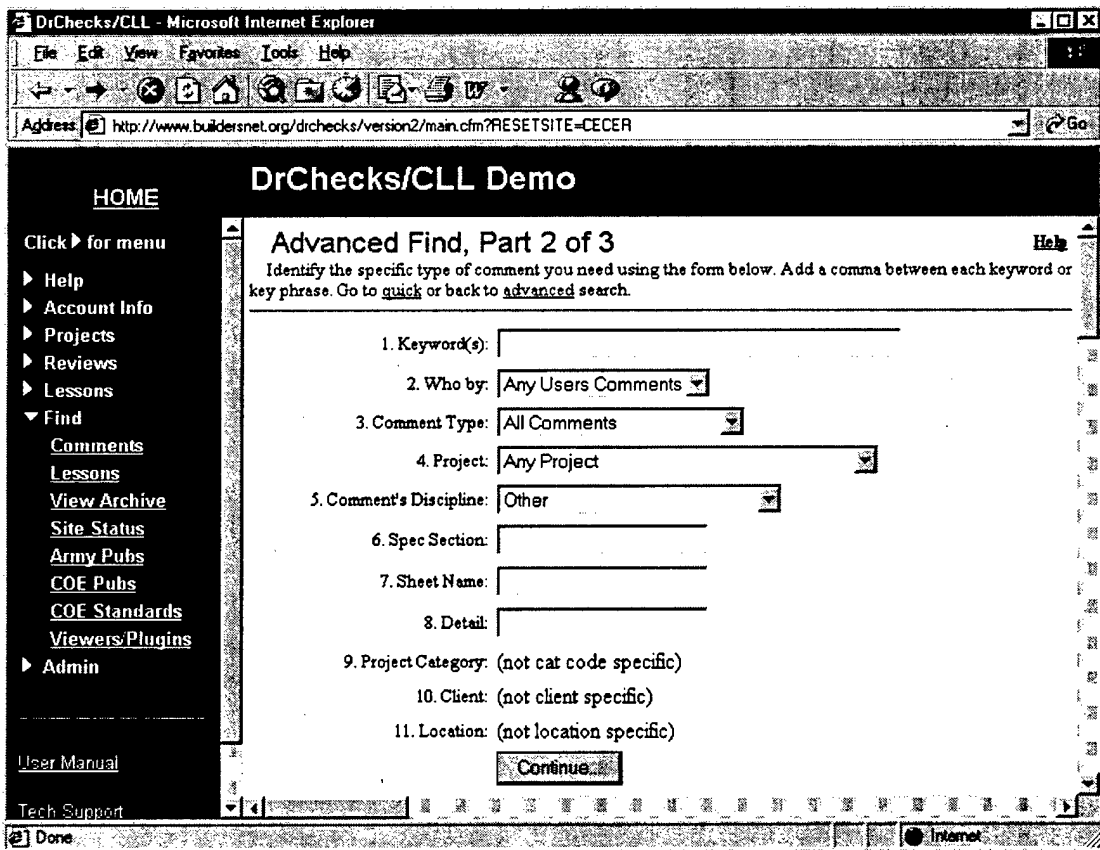 DrChecks/CLL - Microsoft Internet Explorer
File Edit View Favorites Tools Help
Address http://www.buildersnet.org/drchecks/version2/main.cfm?RESETSITE=CECER Go
HOME
DrChecks/CLL Demo
Click for menu
Help
Account Info
Projects
Reviews
Lessons
Find
Comments
Lessons
View Archive
Site Status
Army Pubs
COE Pubs
COE Standards
Viewers/Plugins
Admin
User Manual
Tech Support
Advanced Find, Part 2 of 3
Help
Identify the specific type of comment you need using the form below. Add a comma between each keyword or
key phrase. Go to quick or back to advanced search.
1. Keyword(s):
2. Who by: Any Users Comments
3. Comment Type: All Comments
4. Project: Any Project
5. Comment's Discipline: Other
6. Spec Section:
7. Sheet Name:
8. Detail:
9. Project Category: (not cat code specific)
10. Client: (not client specific)
11. Location: (not location specific)
Continue...
Done
Internet